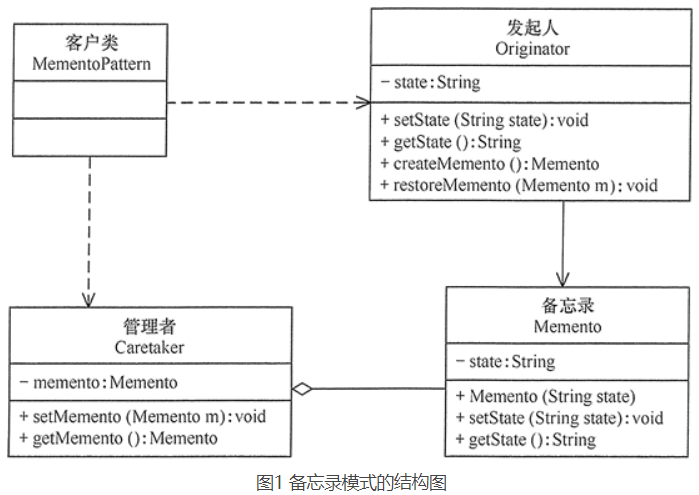 客户类
MementoPattern
发起人
Originator
− state:String
+ setState (String state):void
+ getState ():String
+ createMemento ():Memento
+ restoreMemento (Memento m):void
管理者
Caretaker
− memento:Memento
+ setMemento (Memento m):void
+ getMemento ():Memento
备忘录
Memento
− state:String
+ Memento (String state)
+ setState (String state):void
+ getState ():String
图1 备忘录模式的结构图